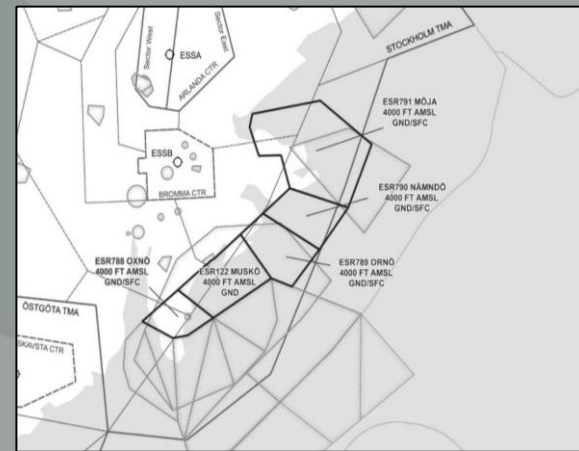 STOCKHOLM TMA
Sector West
Sector East
ESSA
ARLANDA CTR
ESR791 MÖJA
4000 FT AMSL
GND/SFC
ESSB
BROMMA CTR
ESR790 NÄMNDÖ
4000 FT AMSL
GND/SFC
ESR788 OXNÖ
4000 FT AMSL
GND/SFC
ESR122 MUSKÖ
4000 FT AMSL
GND
ESR789 ORNÖ
4000 FT AMSL
GND/SFC
ÖSTGÖTA TMA
SKAVSTA CTR